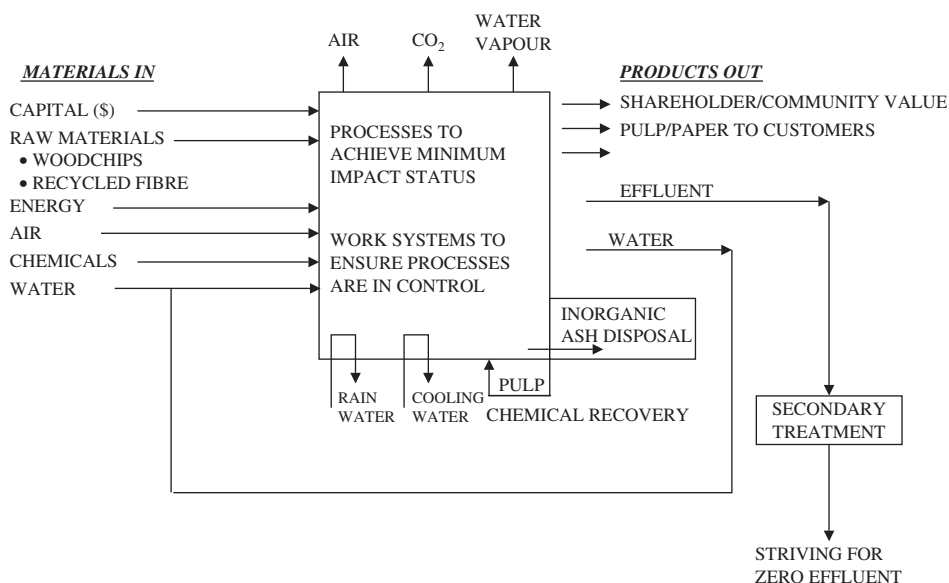 AIR
CO₂
WATER
VAPOUR
MATERIALS IN
PRODUCTS OUT
CAPITAL ($)
RAW MATERIALS
• WOODCHIPS
• RECYCLED FIBRE
ENERGY
AIR
CHEMICALS
WATER
PROCESSES TO
ACHIEVE MINIMUM
IMPACT STATUS
WORK SYSTEMS TO
ENSURE PROCESSES
ARE IN CONTROL
SHAREHOLDER/COMMUNITY VALUE
PULP/PAPER TO CUSTOMERS
EFFLUENT
WATER
INORGANIC
ASH DISPOSAL
RAIN
WATER
COOLING
WATER
PULP
CHEMICAL RECOVERY
SECONDARY
TREATMENT
STRIVING FOR
ZERO EFFLUENT